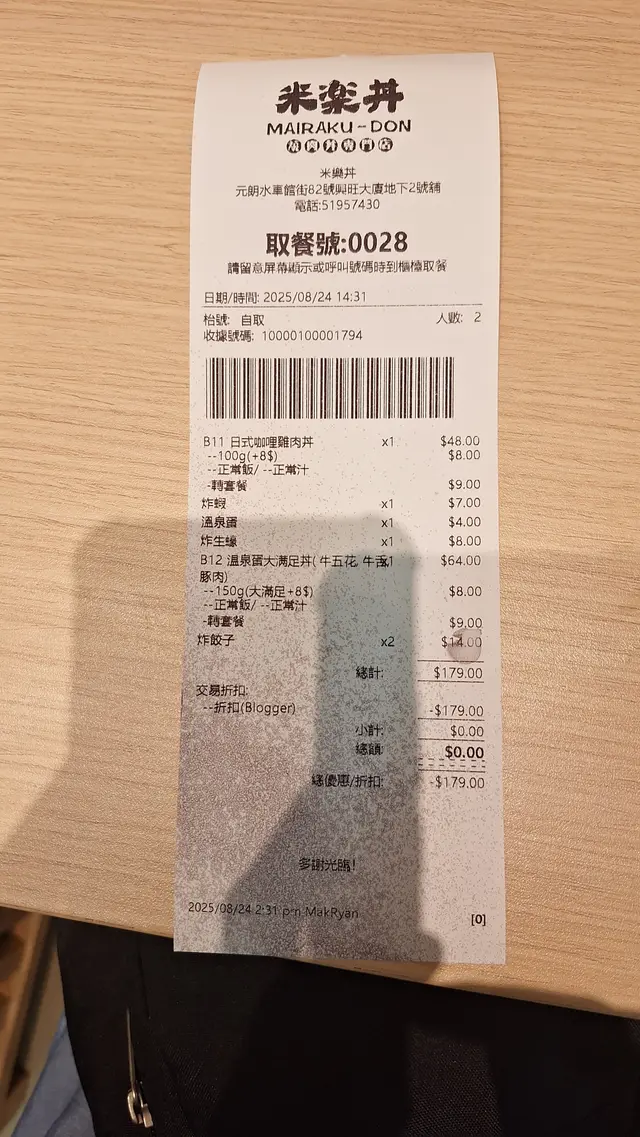 米楽丼
MAIRAKU-DON
燒肉丼專門店
米樂丼
元朗水車館街82號興旺大廈地下2號舖
電話:51957430
取餐號:0028
請留意屏幕顯示或呼叫號碼時到櫃檯取餐
日期/時間: 2025/08/24 14:31
枱號: 自取 人數: 2
收據號碼: 10000100001794
B11 日式咖哩雞肉丼 x1 $48.00
--100g(+8$) $8.00
--正常飯/ --正常汁
-轉套餐 $9.00
炸蝦 x1 $7.00
溫泉蛋 x1 $4.00
炸生蠔 x1 $8.00
B12 溫泉蛋大滿足丼( 牛五花, 牛舌, x1 $64.00
豚肉)
--150g(大滿足+8$) $8.00
--正常飯/ --正常汁
-轉套餐 $9.00
炸餃子 x2 $14.00
總計: $179.00
交易折扣:
--折扣(Blogger) -$179.00
小計: $0.00
總額: $0.00
總優惠/折扣: -$179.00
多謝光臨!
2025/08/24 2:31 pm MakRyan [0]